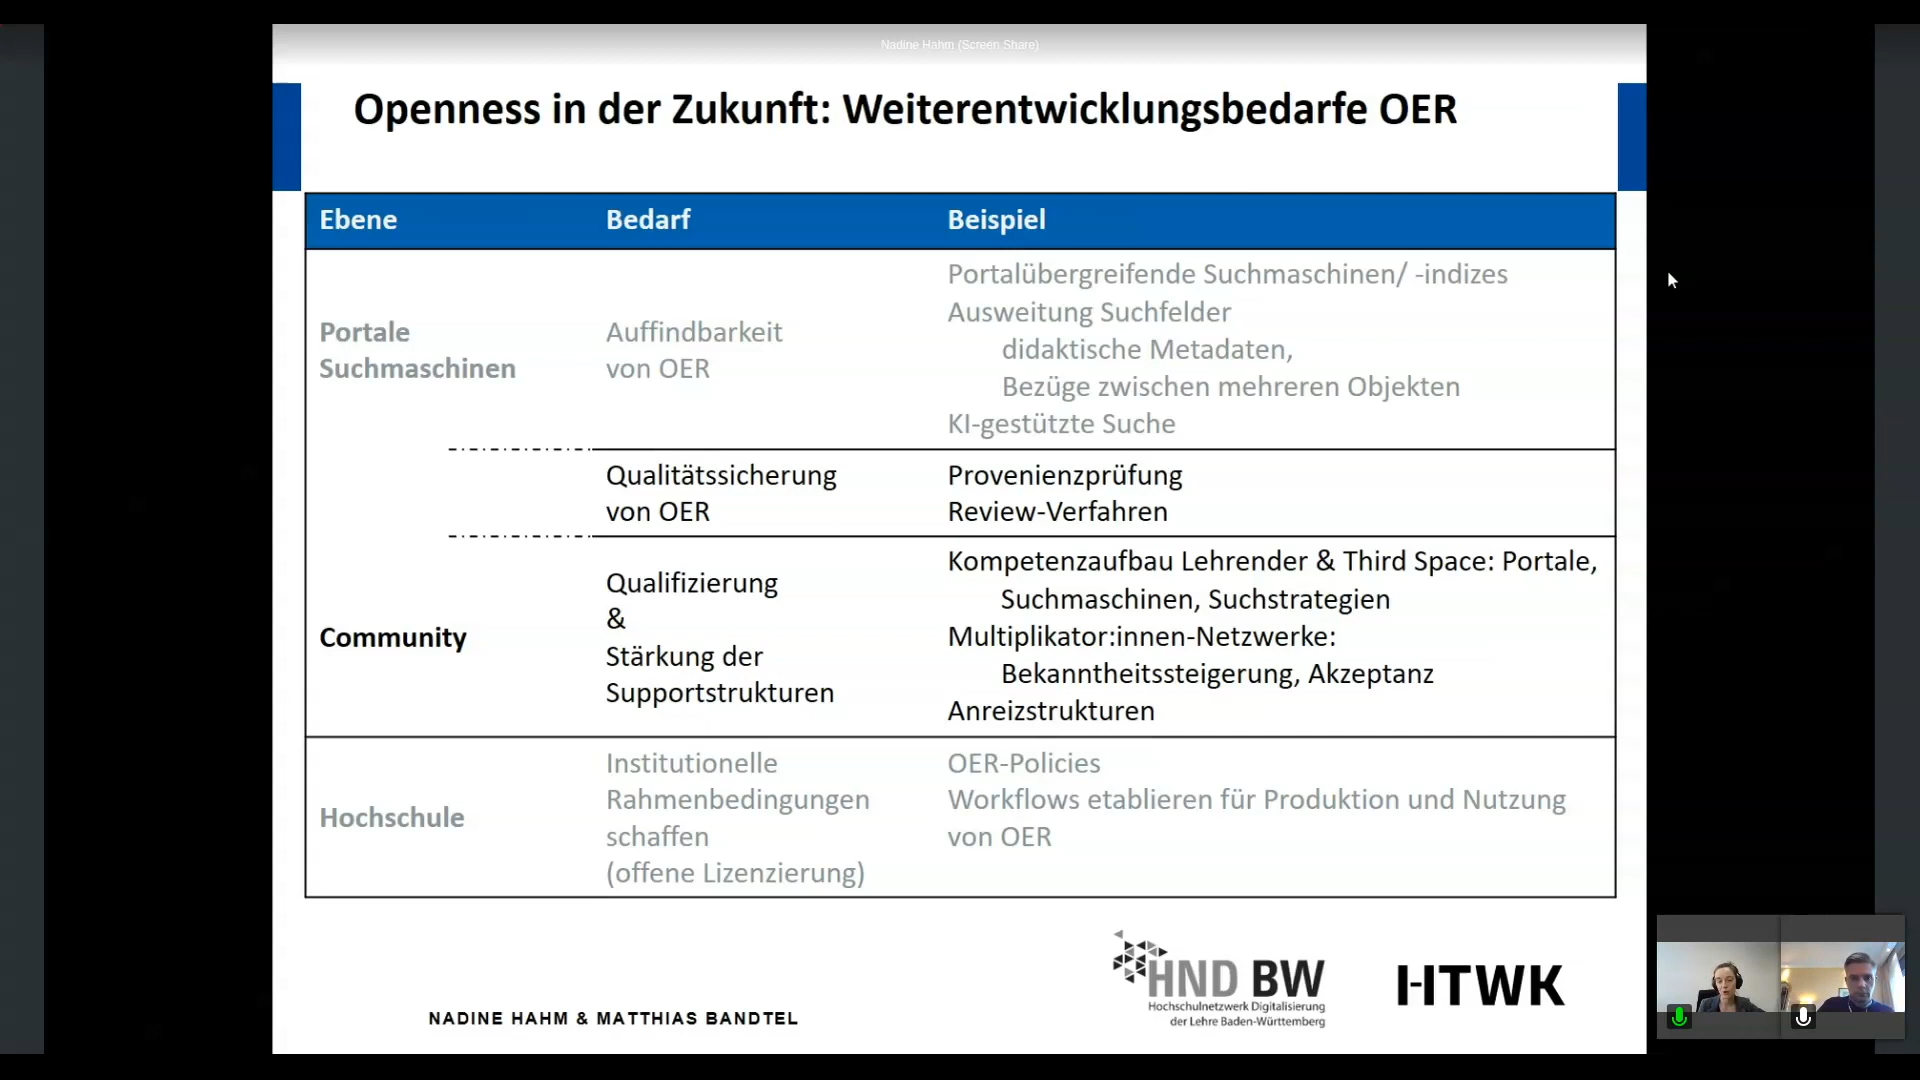 Nadine Hahm (Screen Share)
Openness in der Zukunft: Weiterentwicklungsbedarfe OER
Ebene Bedarf Beispiel
Portale
Suchmaschinen
Auffindbarkeit
von OER
Portalübergreifende Suchmaschinen/ -indizes
Ausweitung Suchfelder
didaktische Metadaten,
Bezüge zwischen mehreren Objekten
KI-gestützte Suche
Qualitätssicherung
von OER
Provenienzprüfung
Review-Verfahren
Community
Qualifizierung
&
Stärkung der
Supportstrukturen
Kompetenzaufbau Lehrender & Third Space: Portale,
Suchmaschinen, Suchstrategien
Multiplikator:innen-Netzwerke:
Bekanntheitssteigerung, Akzeptanz
Anreizstrukturen
Hochschule
Institutionelle
Rahmenbedingungen
schaffen
(offene Lizenzierung)
OER-Policies
Workflows etablieren für Produktion und Nutzung
von OER
NADINE HAHM & MATTHIAS BANDTEL
HND BW
Hochschulnetzwerk Digitalisierung
der Lehre Baden-Württemberg
HTWK